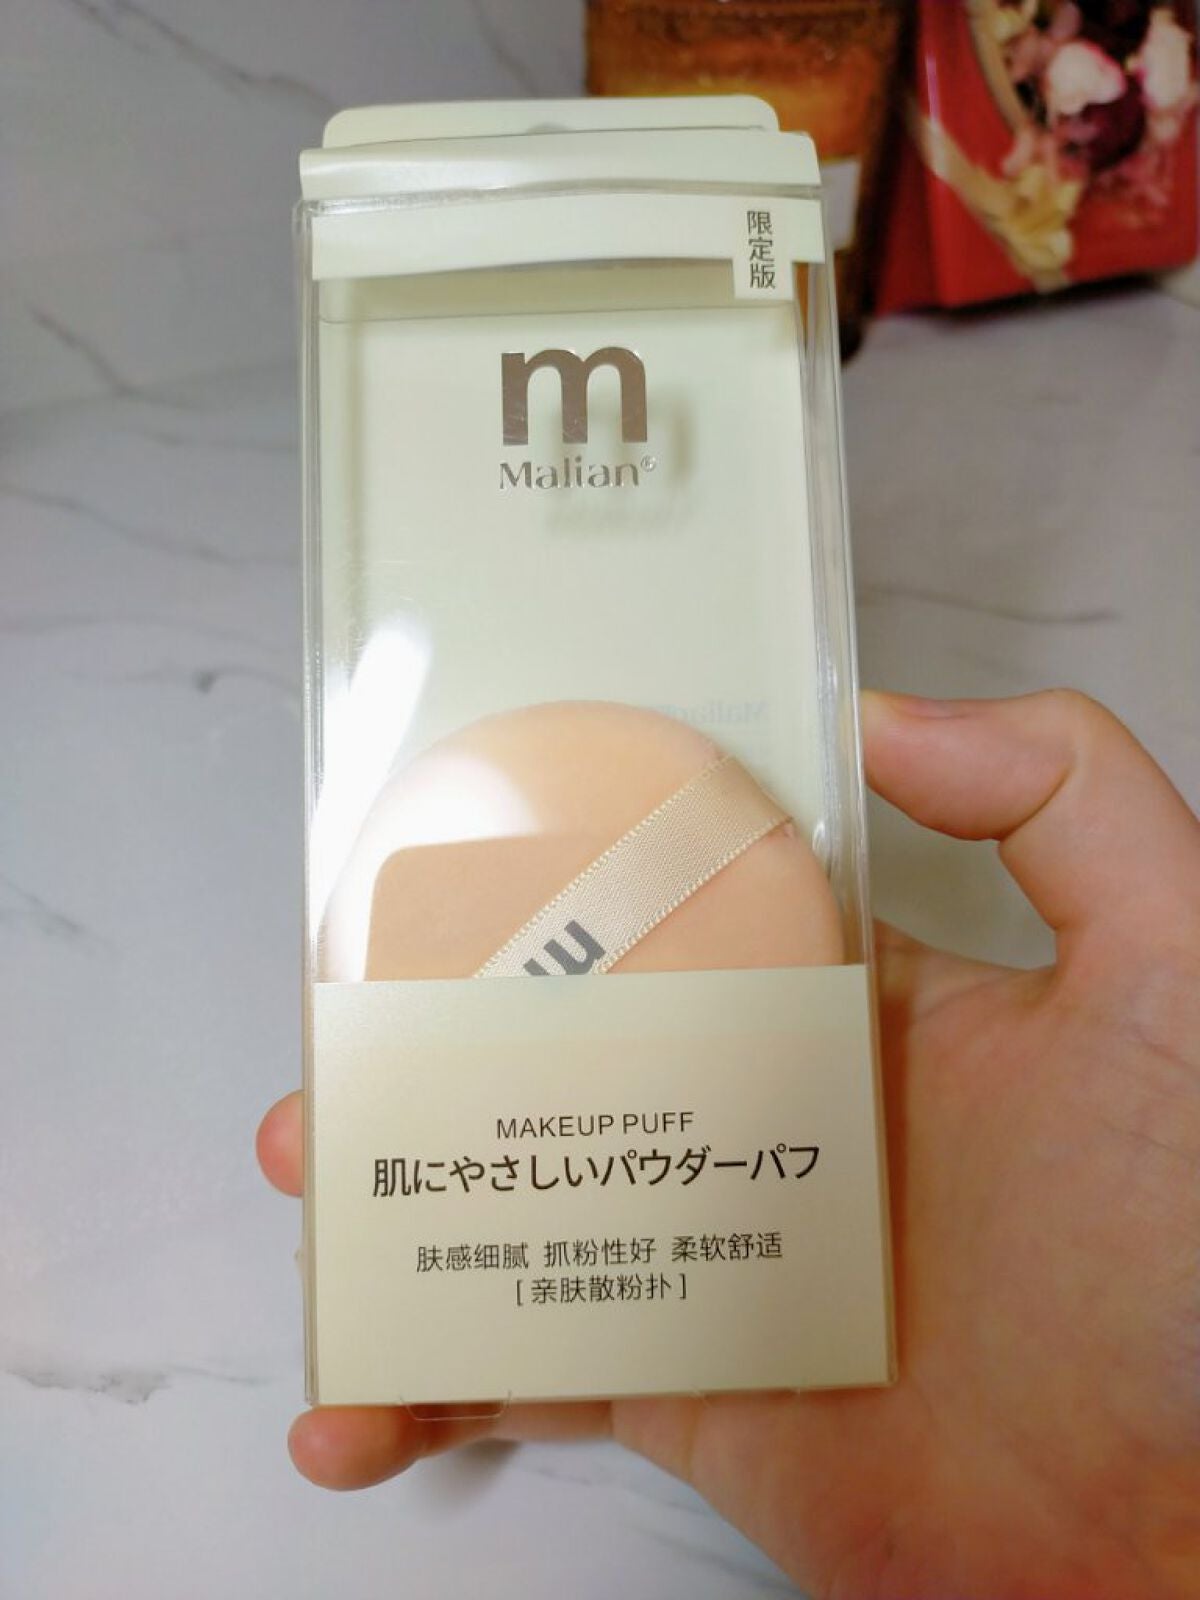 限定版
m
Malian®
m
MAKEUP PUFF
肌にやさしいパウダーパフ
肤感细腻 抓粉性好 柔软舒适
[亲肤散粉扑]